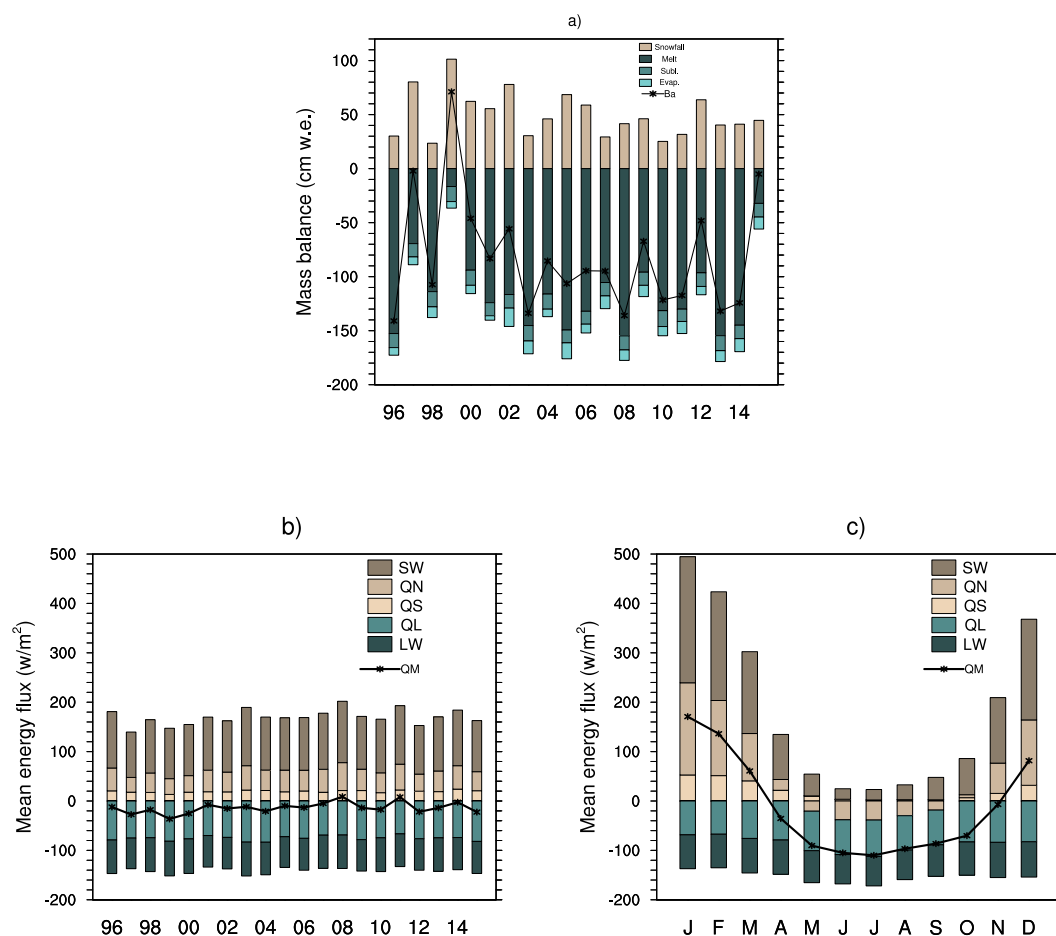 a)
Mass balance (cm w.e.)
100
50
0
-50
-100
-150
-200
Snowfall
Melt
Subl.
Evap.
Ba
96 98 00 02 04 06 08 10 12 14
b)
Mean energy flux (w/m²)
500
400
300
200
100
0
-100
-200
SW
QN
QS
QL
LW
QM
96 98 00 02 04 06 08 10 12 14
c)
Mean energy flux (w/m²)
500
400
300
200
100
0
-100
-200
SW
QN
QS
QL
LW
QM
J F M A M J J A S O N D